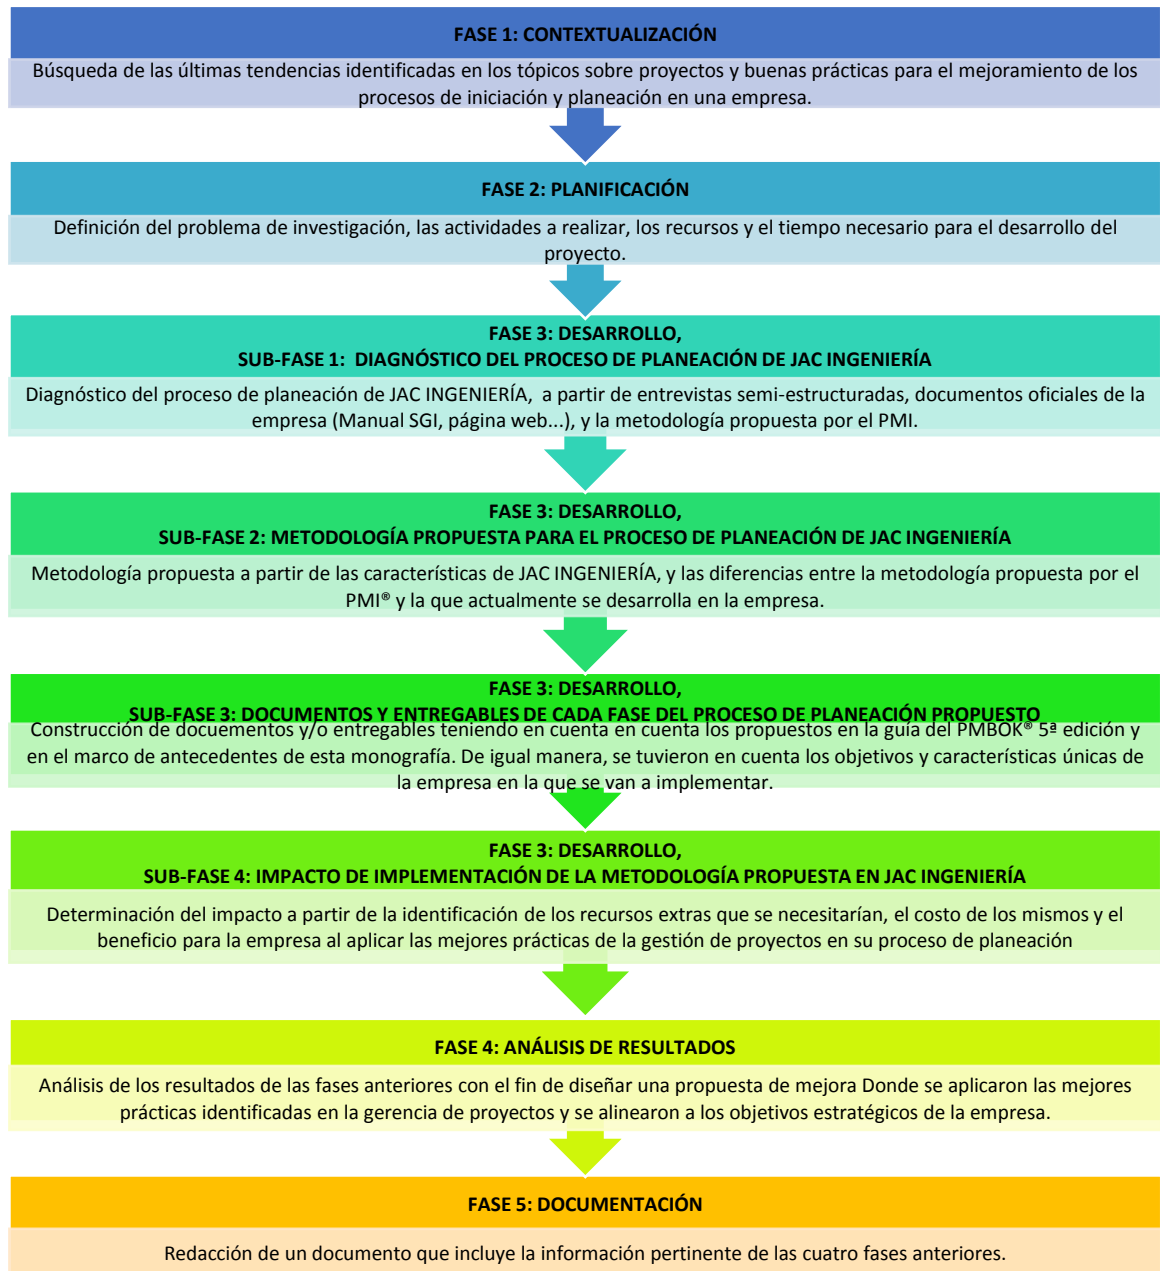 FASE 1: CONTEXTUALIZACIÓN
Búsqueda de las últimas tendencias identificadas en los tópicos sobre proyectos y buenas prácticas para el mejoramiento de los
procesos de iniciación y planeación en una empresa.
FASE 2: PLANIFICACIÓN
Definición del problema de investigación, las actividades a realizar, los recursos y el tiempo necesario para el desarrollo del
proyecto.
FASE 3: DESARROLLO,
SUB-FASE 1:  DIAGNÓSTICO DEL PROCESO DE PLANEACIÓN DE JAC INGENIERÍA
Diagnóstico del proceso de planeación de JAC INGENIERÍA,  a partir de entrevistas semi-estructuradas, documentos oficiales de la
empresa (Manual SGI, página web...), y la metodología propuesta por el PMI.
FASE 3: DESARROLLO,
SUB-FASE 2: METODOLOGÍA PROPUESTA PARA EL PROCESO DE PLANEACIÓN DE JAC INGENIERÍA
Metodología propuesta a partir de las características de JAC INGENIERÍA, y las diferencias entre la metodología propuesta por el
PMI® y la que actualmente se desarrolla en la empresa.
FASE 3: DESARROLLO,
SUB-FASE 3: DOCUMENTOS Y ENTREGABLES DE CADA FASE DEL PROCESO DE PLANEACIÓN PROPUESTO
Construcción de docuementos y/o entregables teniendo en cuenta en cuenta los propuestos en la guía del PMBOK® 5ª edición y
en el marco de antecedentes de esta monografía. De igual manera, se tuvieron en cuenta los objetivos y características únicas de
la empresa en la que se van a implementar.
FASE 3: DESARROLLO,
SUB-FASE 4: IMPACTO DE IMPLEMENTACIÓN DE LA METODOLOGÍA PROPUESTA EN JAC INGENIERÍA
Determinación del impacto a partir de la identificación de los recursos extras que se necesitarían, el costo de los mismos y el
beneficio para la empresa al aplicar las mejores prácticas de la gestión de proyectos en su proceso de planeación
FASE 4: ANÁLISIS DE RESULTADOS
Análisis de los resultados de las fases anteriores con el fin de diseñar una propuesta de mejora Donde se aplicaron las mejores
prácticas identificadas en la gerencia de proyectos y se alinearon a los objetivos estratégicos de la empresa.
FASE 5: DOCUMENTACIÓN
Redacción de un documento que incluye la información pertinente de las cuatro fases anteriores.